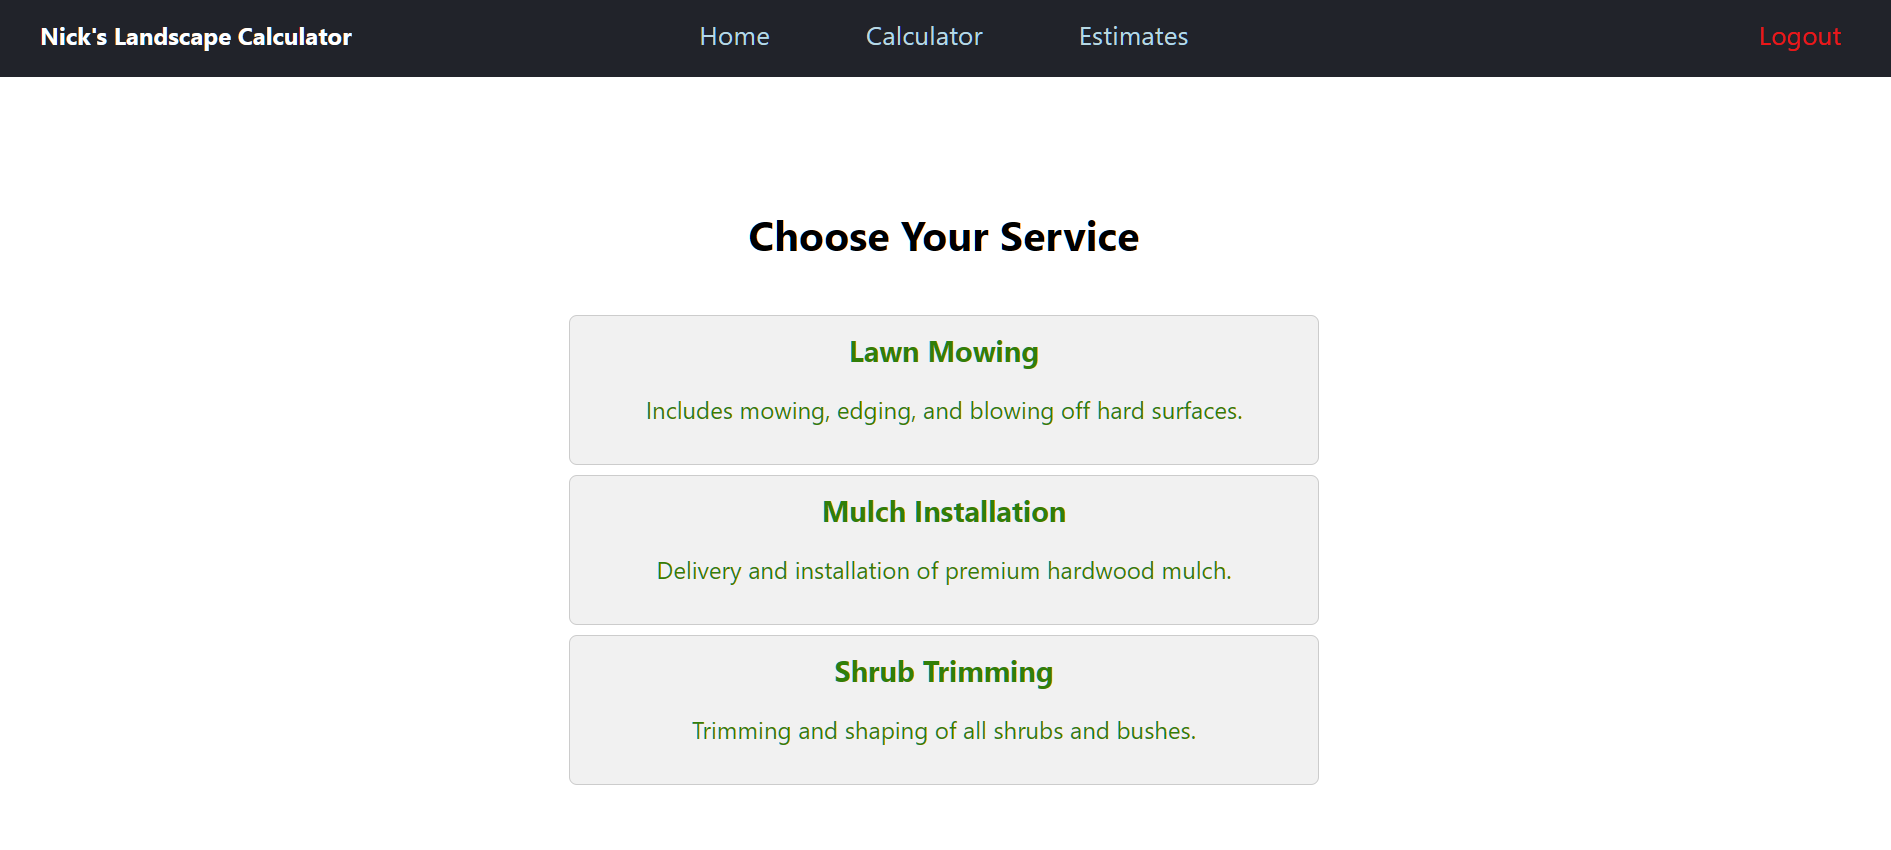 Nick's Landscape Calculator
Home
Calculator
Estimates
Logout
Choose Your Service
Lawn Mowing
Includes mowing, edging, and blowing off hard surfaces.
Mulch Installation
Delivery and installation of premium hardwood mulch.
Shrub Trimming
Trimming and shaping of all shrubs and bushes.